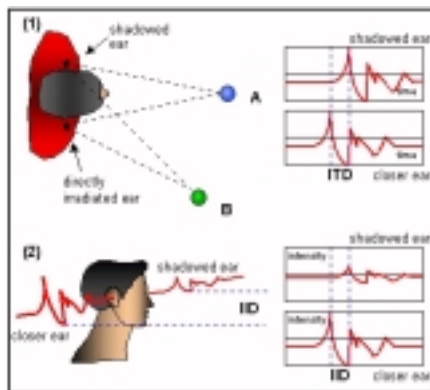 (1)
shadowed
ear
A
B
directly
irradiated ear
shadowed ear
time
time
ITD
closer ear
(2)
shadowed ear
IID
closer ear
shadowed ear
intensity
intensity
IID
closer ear